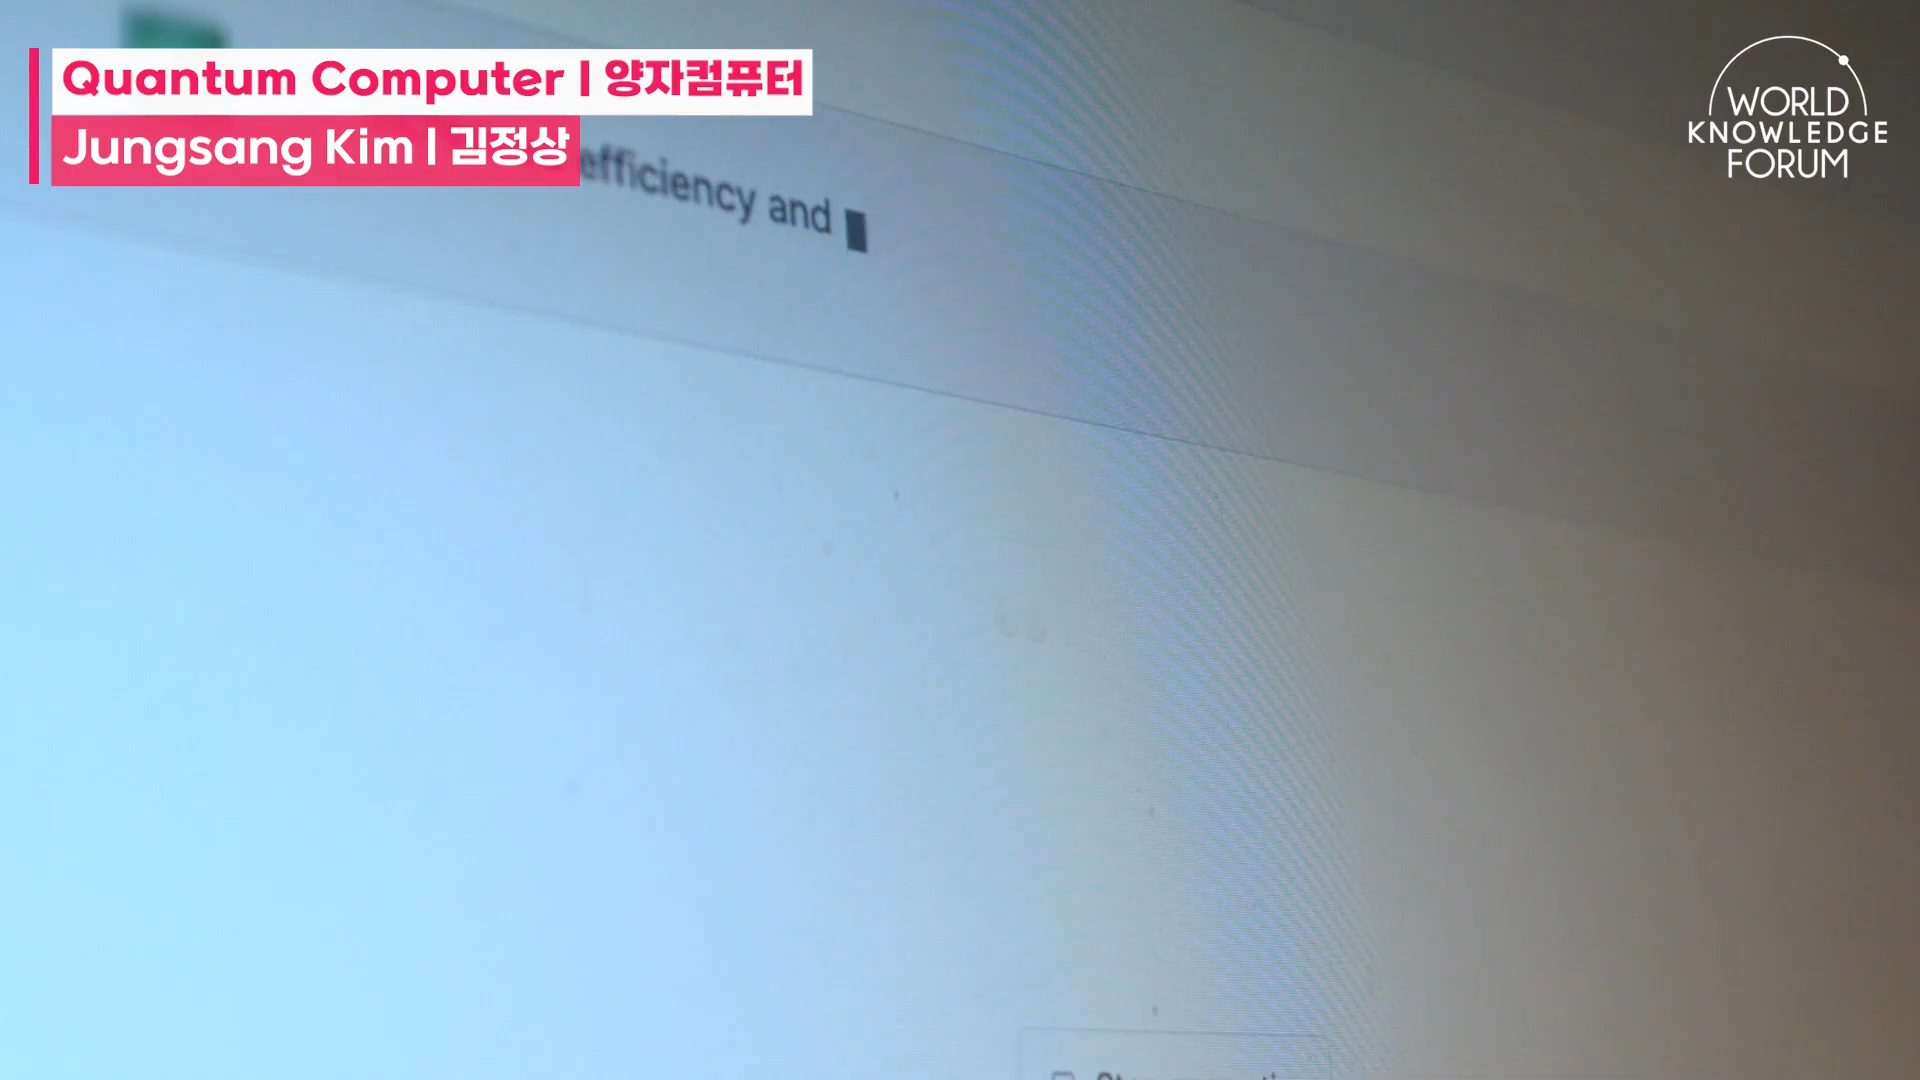 Quantum Computer | 양자컴퓨터
Jungsang Kim | 김정상
efficiency and
WORLD
KNOWLEDGE
FORUM